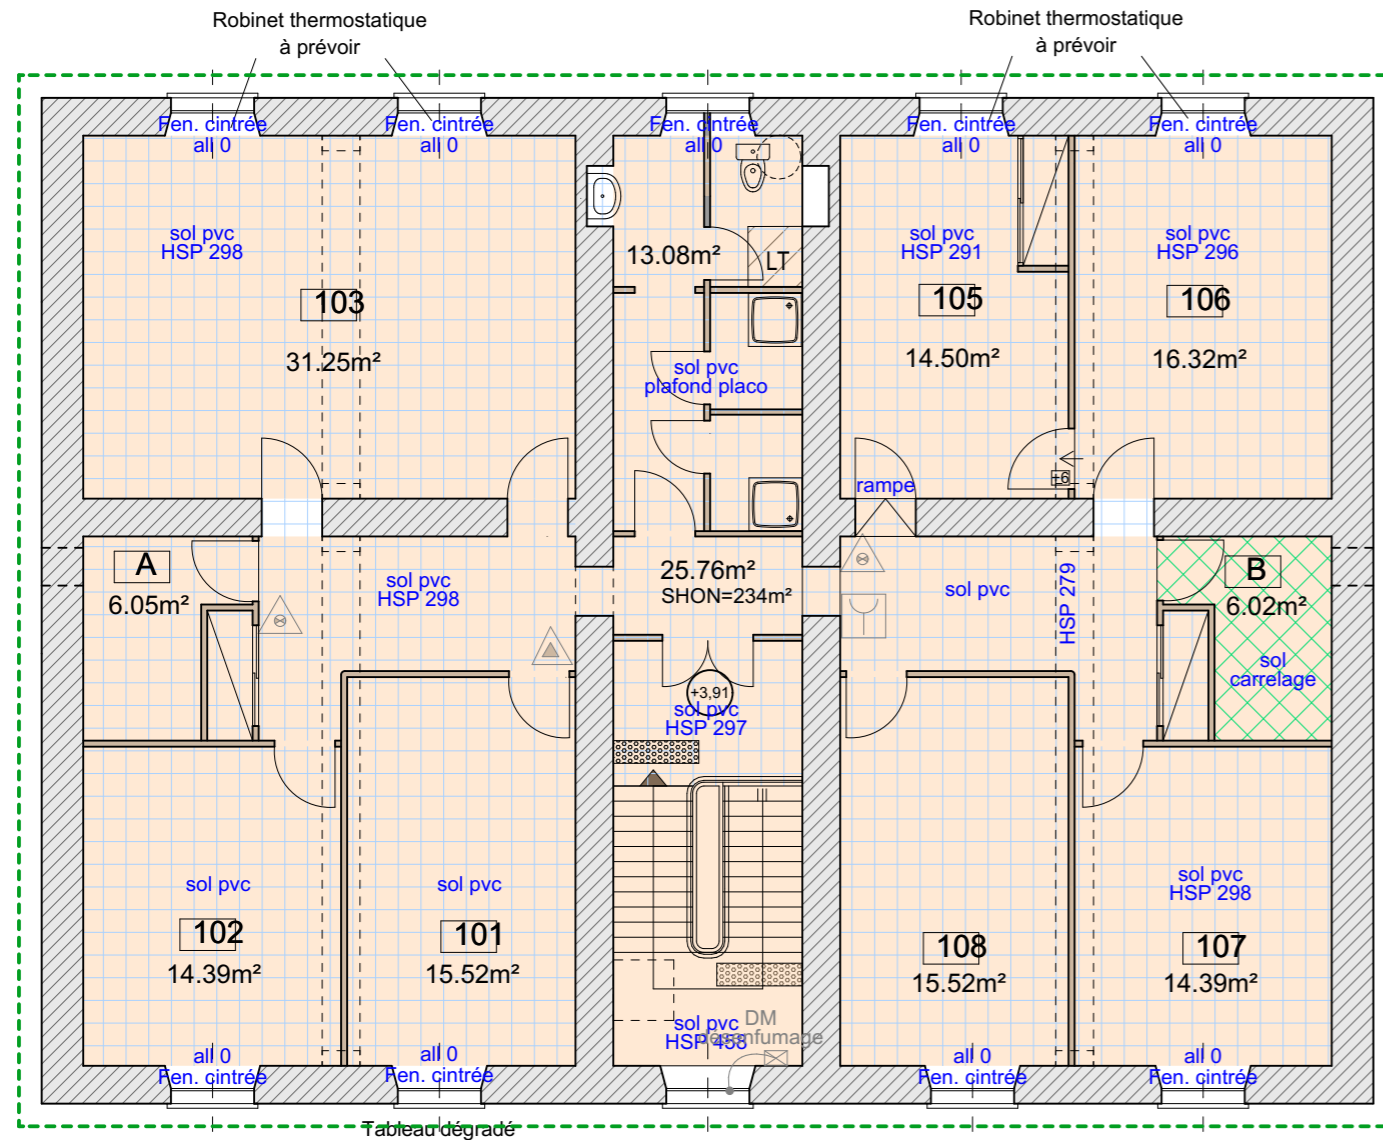 Robinet thermostatique
à prévoir
Robinet thermostatique
à prévoir
Fen. cintrée
all 0
Fen. cintrée
all 0
Fen. cintrée
all 0
Fen. cintrée
all 0
Fen. cintrée
all 0
sol pvc
HSP 298
103
31.25m²
13.08m²
LT
sol pvc
plafond placo
sol pvc
HSP 291
105
14.50m²
sol pvc
HSP 296
106
16.32m²
+6
rampe
A
6.05m²
sol pvc
HSP 298
25.76m²
SHON=234m²
sol pvc
HSP 279
B
6.02m²
sol
carrelage
+3,91
sol pvc
HSP 297
sol pvc
102
14.39m²
sol pvc
101
15.52m²
108
15.52m²
sol pvc
HSP 298
107
14.39m²
DM
désenfumage
sol pvc
HSP 458
all 0
Fen. cintrée
all 0
Fen. cintrée
all 0
Fen. cintrée
all 0
Fen. cintrée
Tableau dégradé